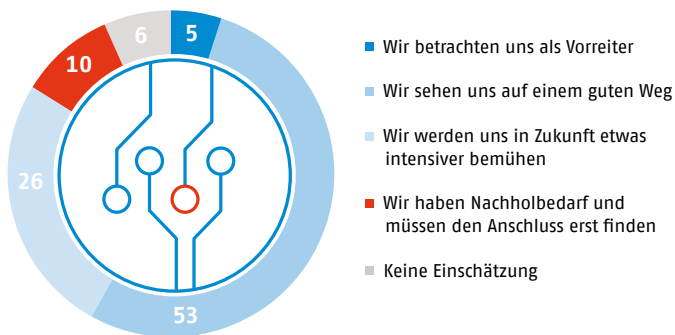 6
5
10
26
53
Wir betrachten uns als Vorreiter
Wir sehen uns auf einem guten Weg
Wir werden uns in Zukunft etwas
intensiver bemühen
Wir haben Nachholbedarf und
müssen den Anschluss erst finden
Keine Einschätzung